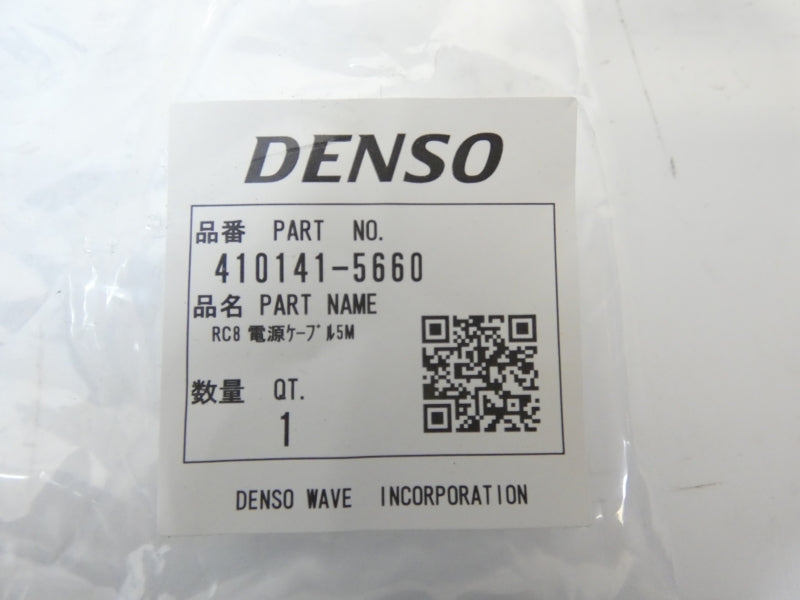 DENSO
品番 PART NO.
410141-5660
品名 PART NAME
RC8 電源ｹｰﾌﾞﾙ5M
数量 QT.
1
DENSO WAVE INCORPORATION